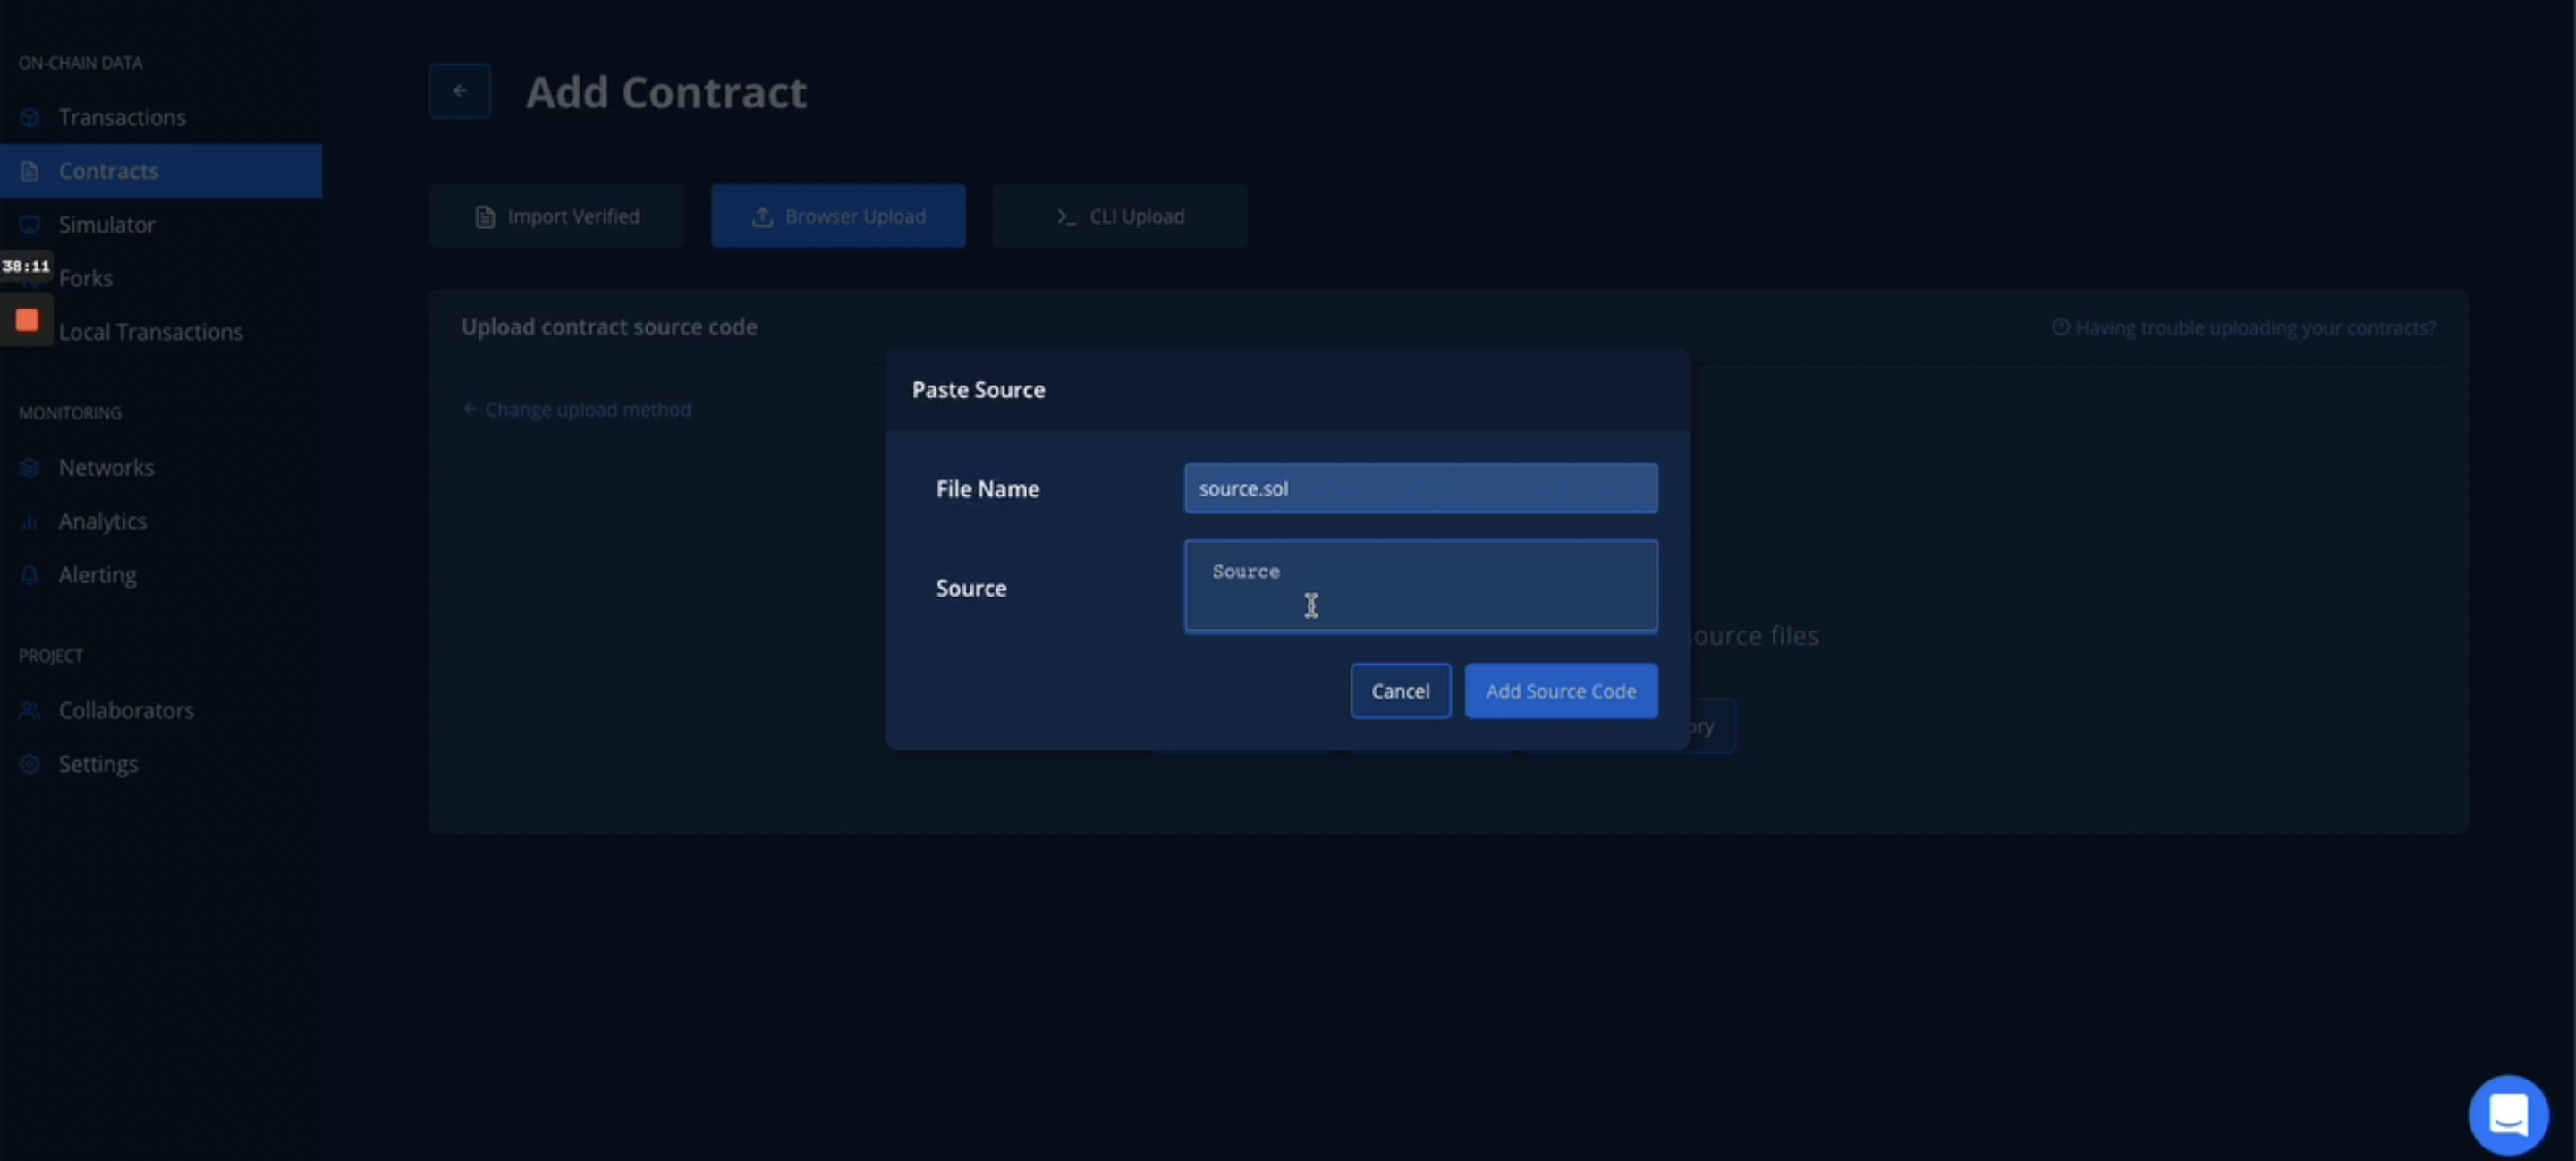 ON-CHAIN DATA
Transactions
Contracts
Simulator
38:11
Forks
Local Transactions
MONITORING
Networks
Analytics
Alerting
PROJECT
Collaborators
Settings
Add Contract
Import Verified
Browser Upload
CLI Upload
Upload contract source code
Having trouble uploading your contracts?
Change upload method
Paste Source
File Name
source.sol
Source
Source
source files
Cancel
Add Source Code